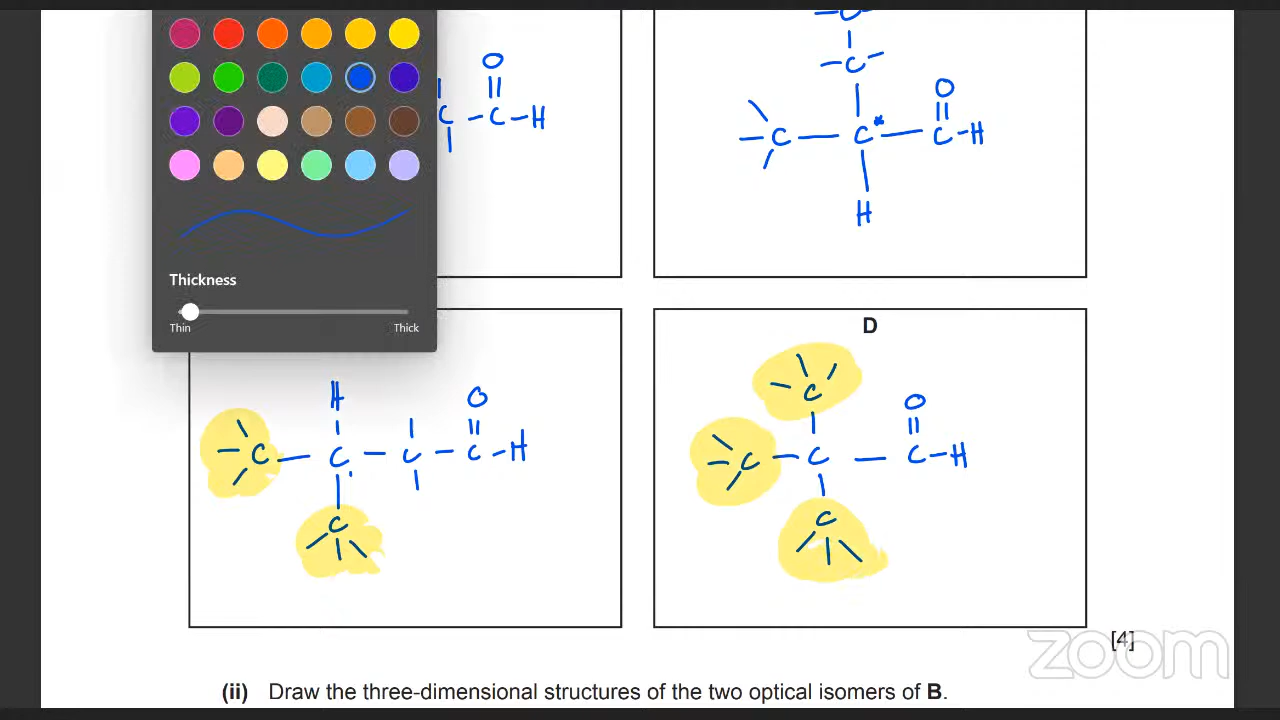 C
O
C
O
C - C - H
C - C* - C - H
H
Thickness
Thin Thick
D
H
O
C
O
C - C - C - C - H
C - C - C - H
C
C
[4]
zoom
(ii) Draw the three-dimensional structures of the two optical isomers of B.